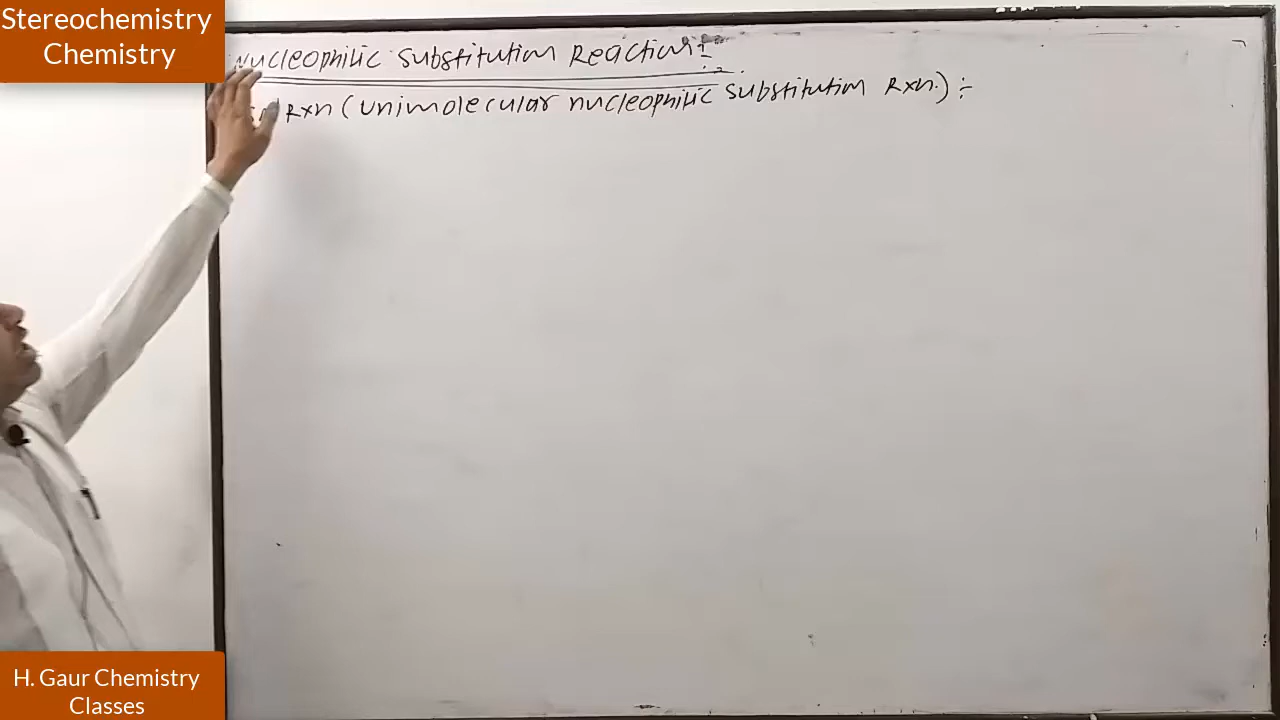 Stereochemistry
Chemistry
Nucleophilic Substitution Reaction:-
Rxn (Unimolecular nucleophilic substitution Rxn.) :-
H. Gaur Chemistry
Classes